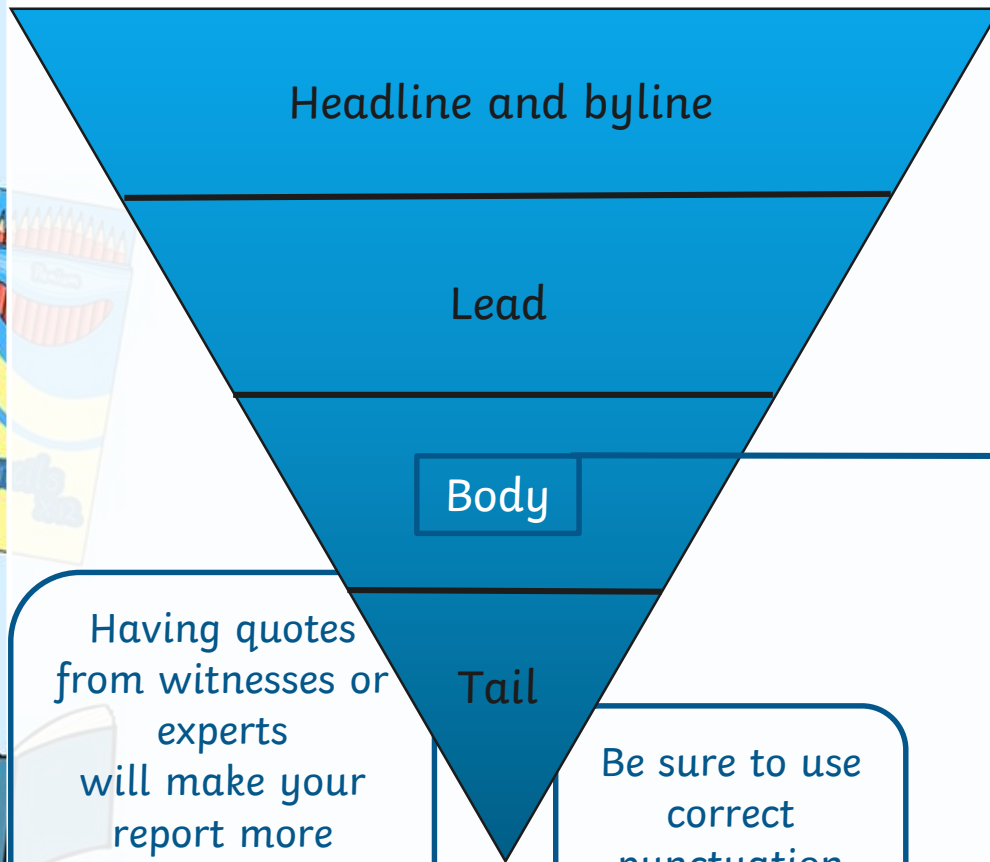 Headline and byline
Lead
Body
Tail
Having quotes
from witnesses or
experts
will make your
report more
Be sure to use
correct
punctuation